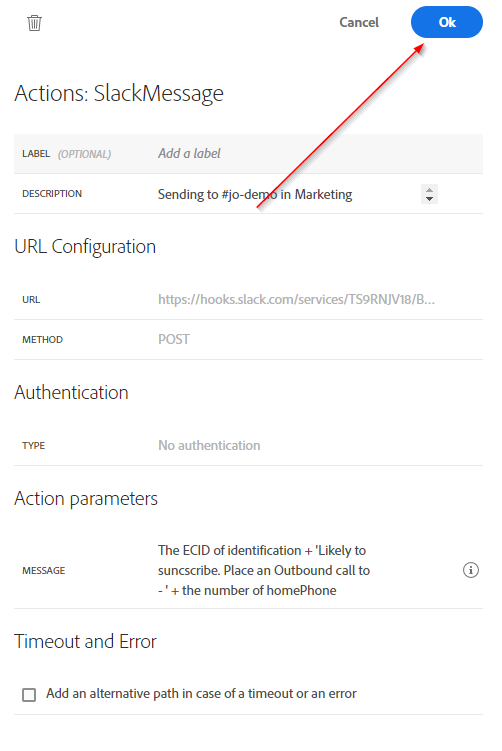 Cancel
Ok
Actions: SlackMessage
LABEL (OPTIONAL) Add a label
DESCRIPTION Sending to #jo-demo in Marketing
URL Configuration
URL https://hooks.slack.com/services/TS9RNJV18/B...
METHOD POST
Authentication
TYPE No authentication
Action parameters
MESSAGE
The ECID of identification + 'Likely to
suncscribe. Place an Outbound call to
- ' + the number of homePhone
Timeout and Error
Add an alternative path in case of a timeout or an error